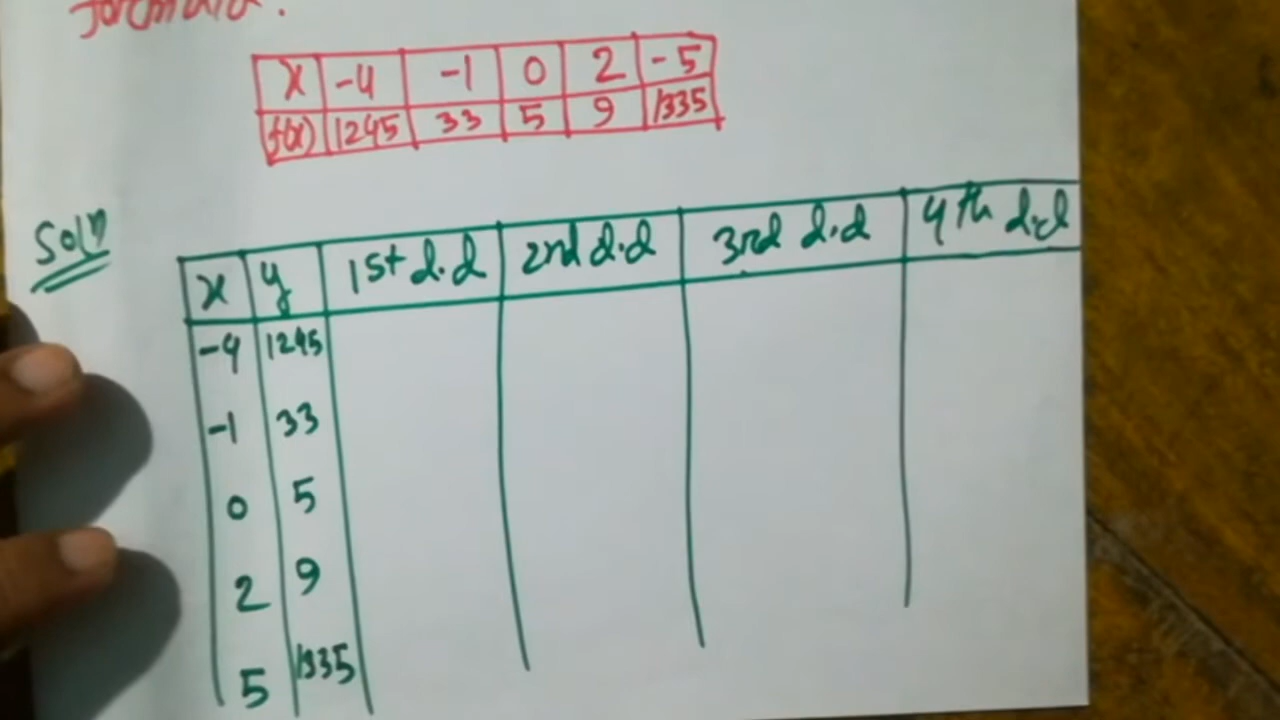 formula.
x -4 -1 0 2 -5
f(x) 1245 33 5 9 1335
Soln
x y 1st d.d 2nd d.d 3rd d.d 4th d.d
-4 1245
-1 33
0 5
2 9
5 1335